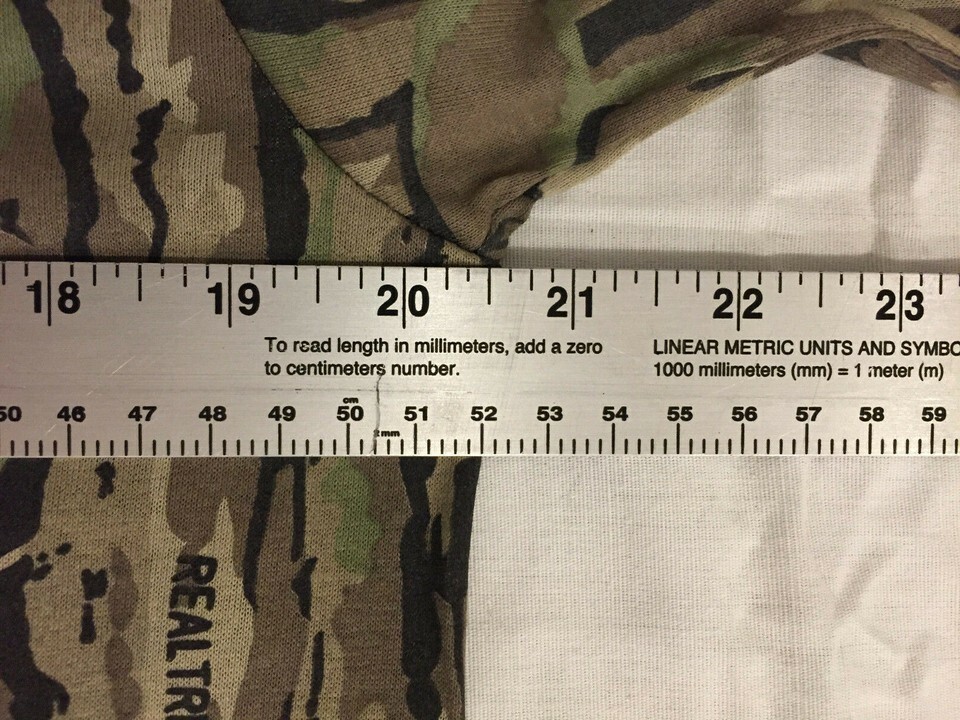 18 19 20 21 22 23
To read length in millimeters, add a zero
to centimeters number.
LINEAR METRIC UNITS AND SYMBO
1000 millimeters (mm) = 1 meter (m)
cm
50 46 47 48 49 50 51 52 53 54 55 56 57 58 59
mm
REALTR